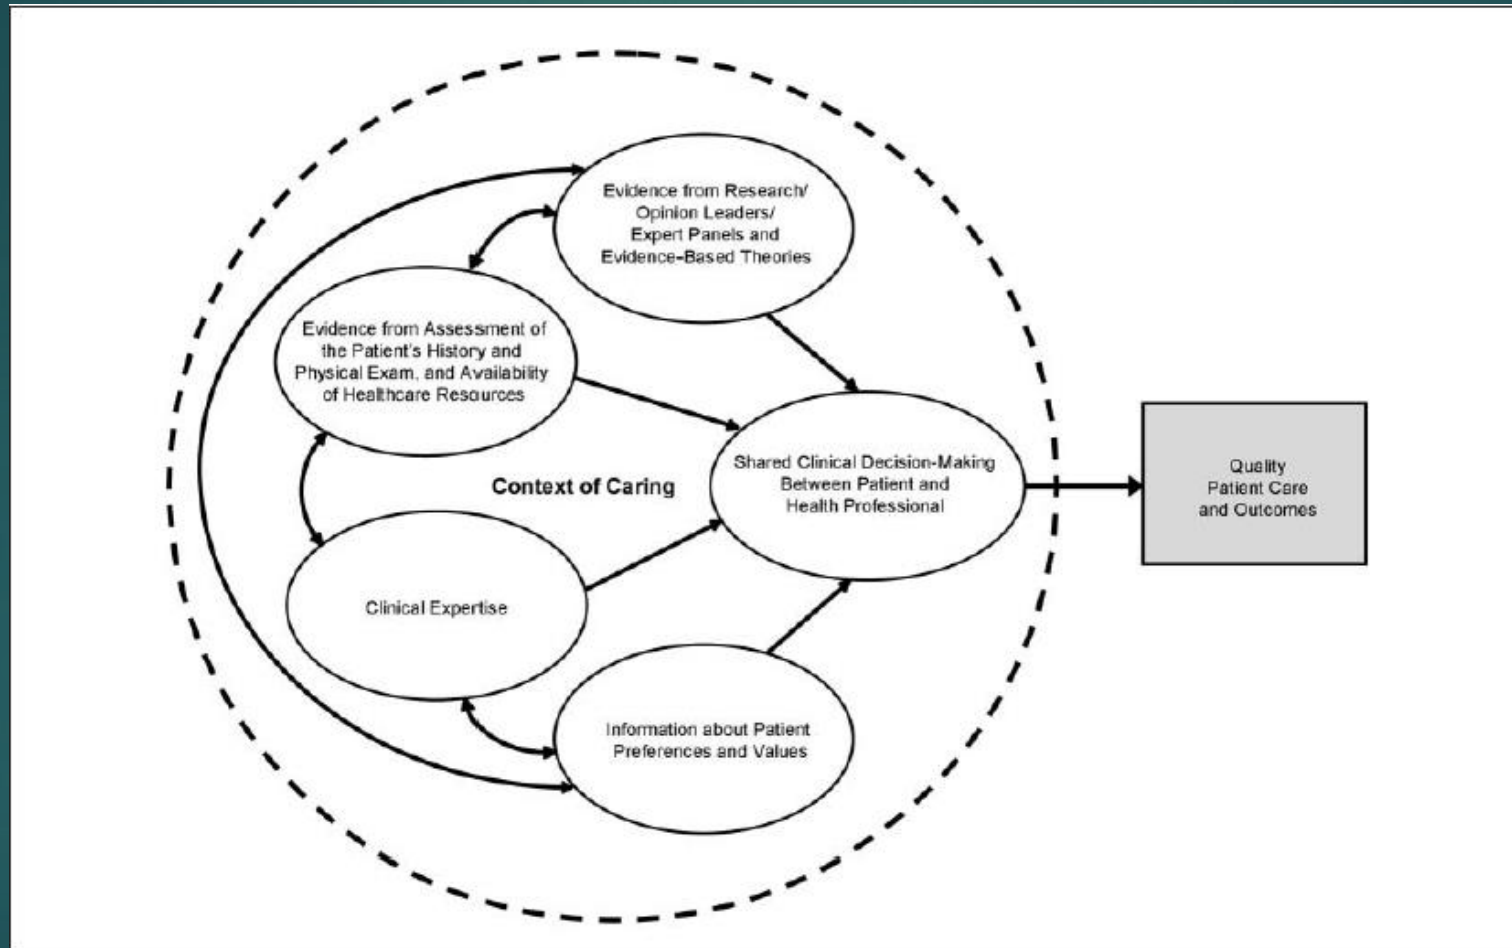 Evidence from Research/
Opinion Leaders/
Expert Panels and
Evidence-Based Theories
Evidence from Assessment of
the Patient's History and
Physical Exam, and Availability
of Healthcare Resources
Context of Caring
Shared Clinical Decision-Making
Between Patient and
Health Professional
Quality
Patient Care
and Outcomes
Clinical Expertise
Information about Patient
Preferences and Values